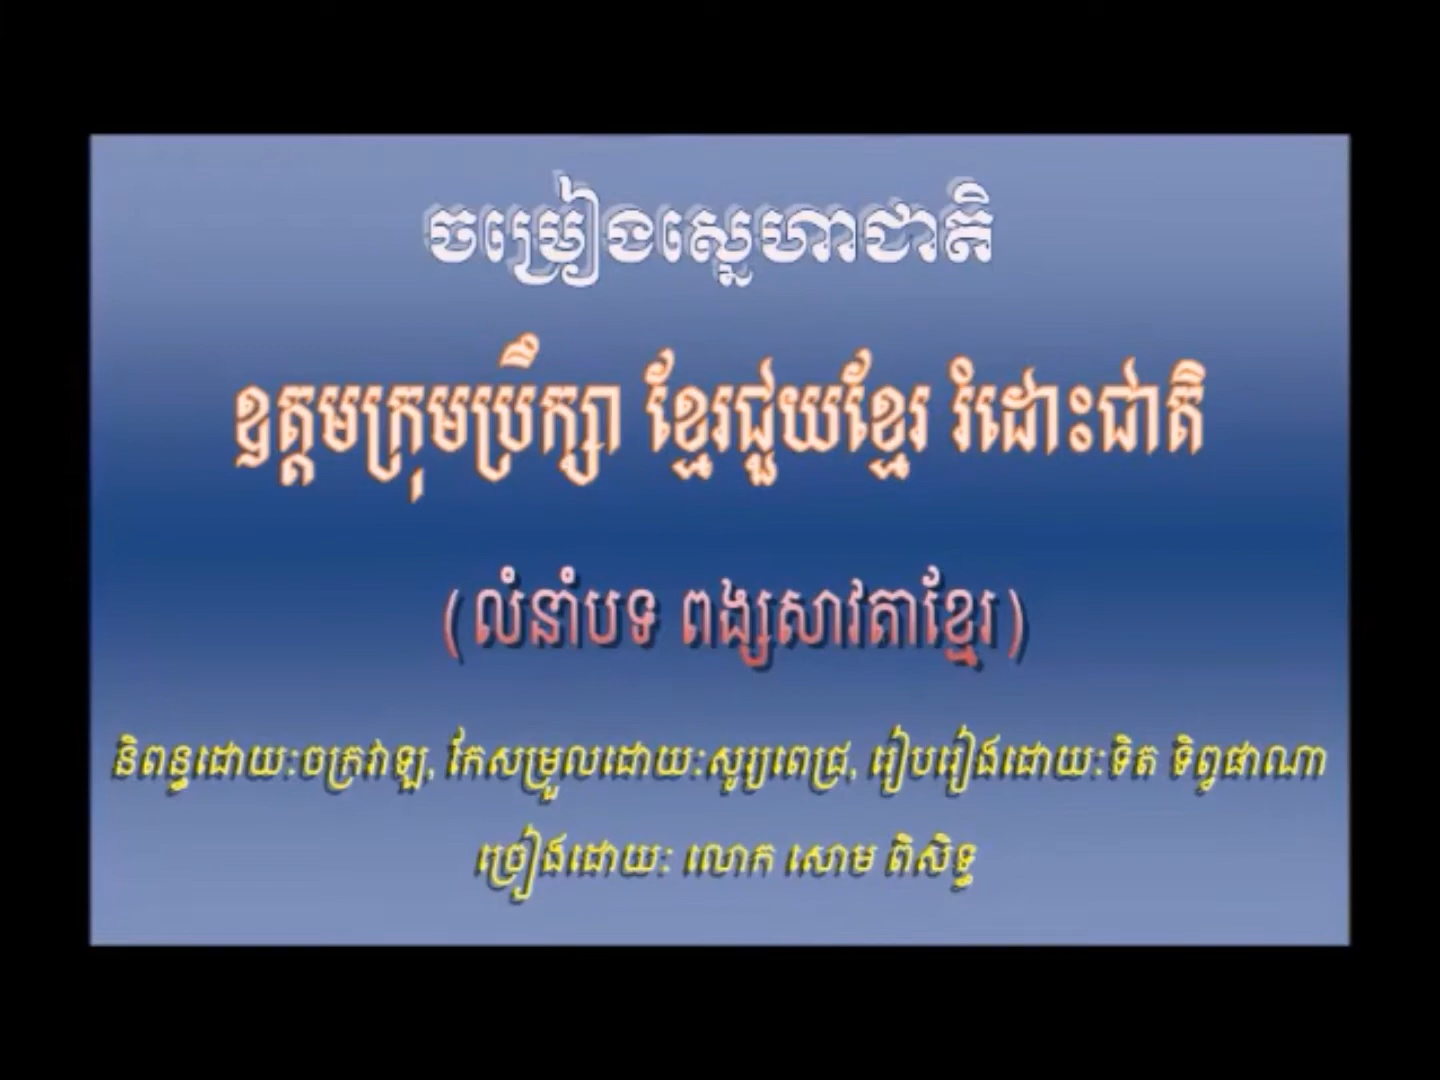 ចម្រៀងស្នេហាជាតិ
ឧត្តមក្រុមប្រឹក្សា ខ្មែរជួយខ្មែរ រំដោះជាតិ
(លំនាំបទ ពង្សសាវតាខ្មែរ)
និពន្ធដោយ:ចក្រវាឡ, កែសម្រួលដោយ:សូរ្យពេជ្រ, រៀបរៀងដោយ:ទិត ទិព្វផាណា
ច្រៀងដោយ: លោក សោម ពិសិទ្ធ